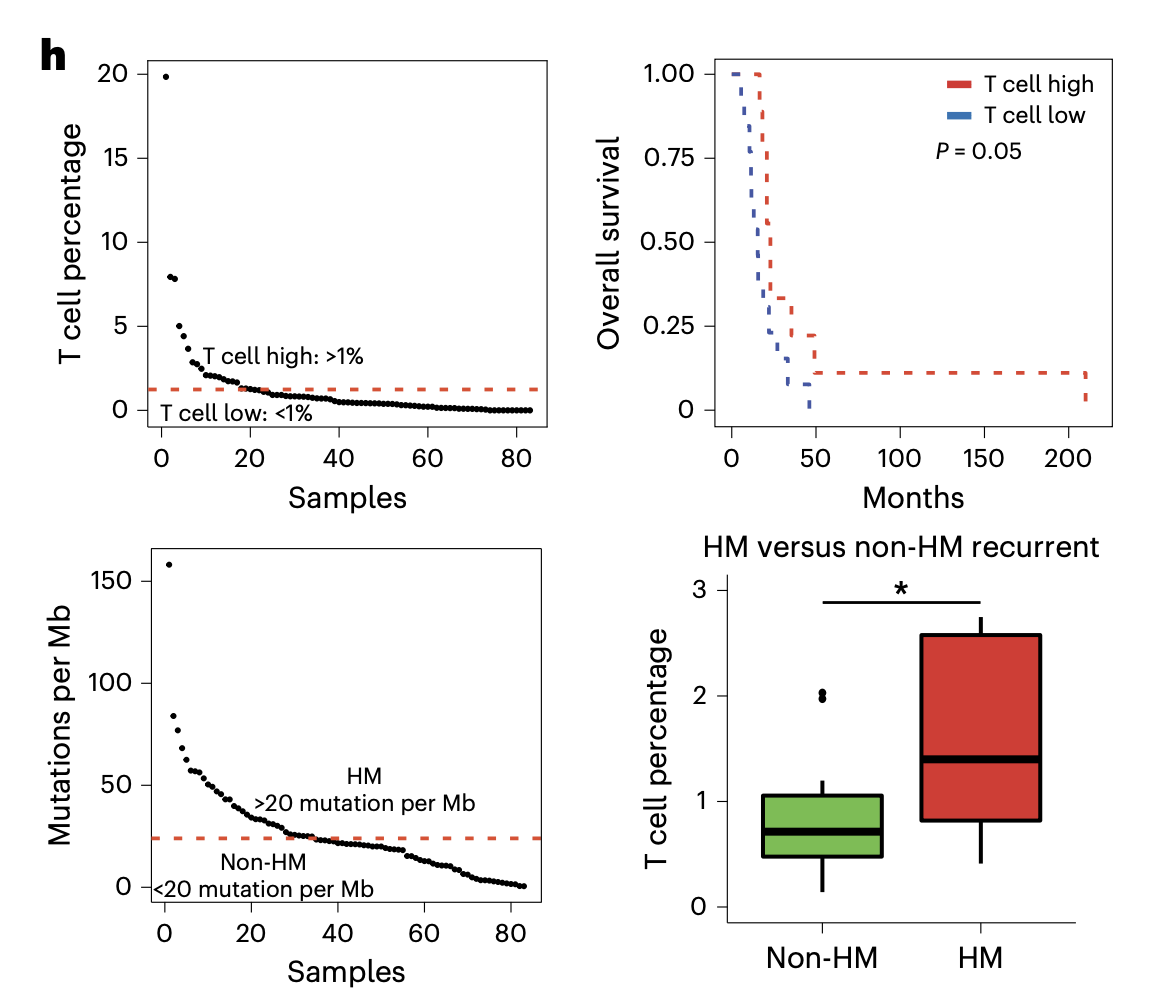 h
T cell percentage
20
15
10
5
0
T cell high: >1%
T cell low: <1%
0 20 40 60 80
Samples
Overall survival
1.00
0.75
0.50
0.25
0
T cell high
T cell low
P = 0.05
0 50 100 150 200
Months
Mutations per Mb
150
100
50
0
HM
>20 mutation per Mb
Non-HM
<20 mutation per Mb
0 20 40 60 80
Samples
HM versus non-HM recurrent
T cell percentage
3
2
1
0
*
Non-HM HM